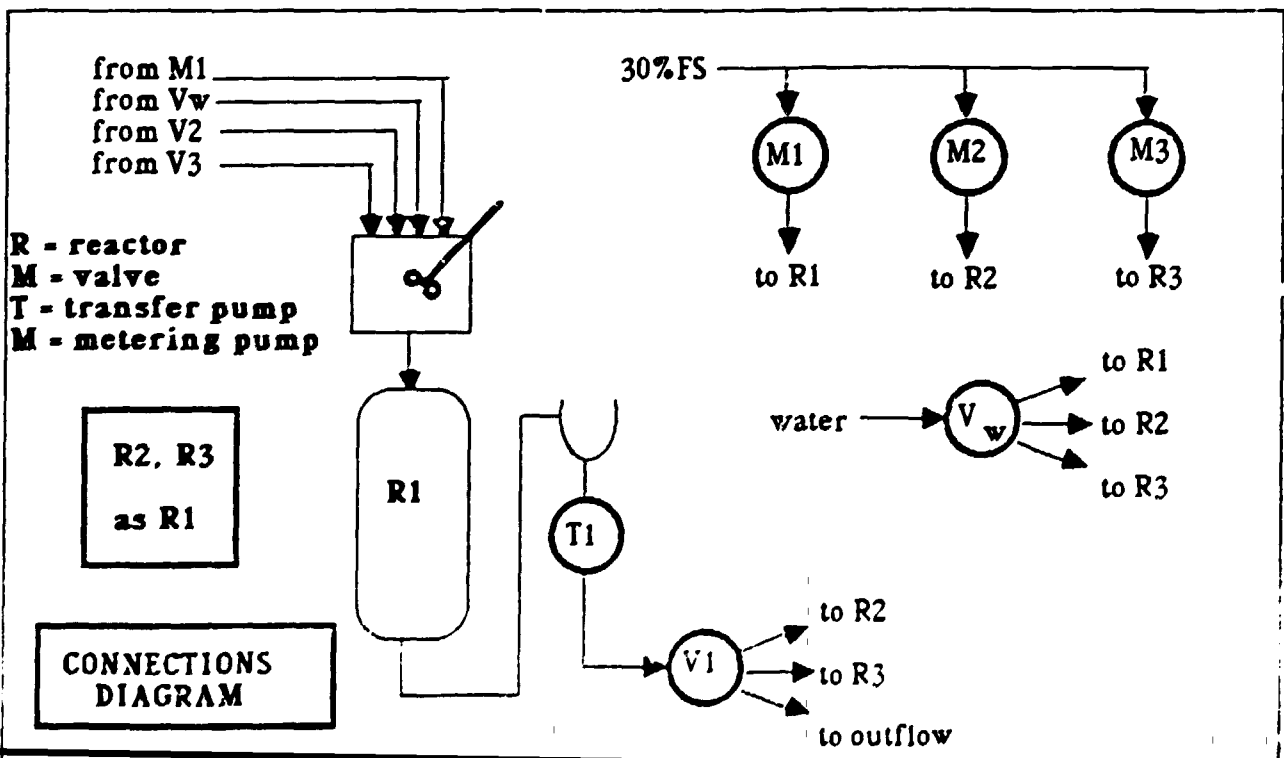 from M1
from Vw
from V2
from V3
R = reactor
M = valve
T = transfer pump
M = metering pump
R2, R3
as R1
CONNECTIONS
DIAGRAM
R1
T1
V1
to R2
to R3
to outflow
30%FS
M1
M2
M3
to R1
to R2
to R3
water
Vw
to R1
to R2
to R3